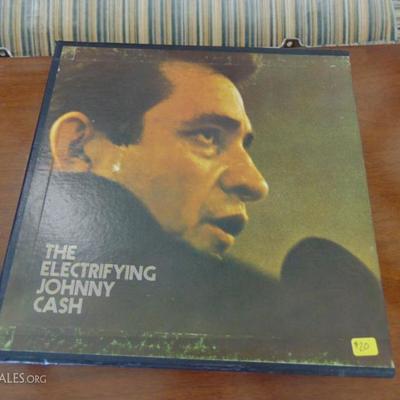 THE
ELECTRIFYING
JOHNNY
CASH
$20
ALES.ORG